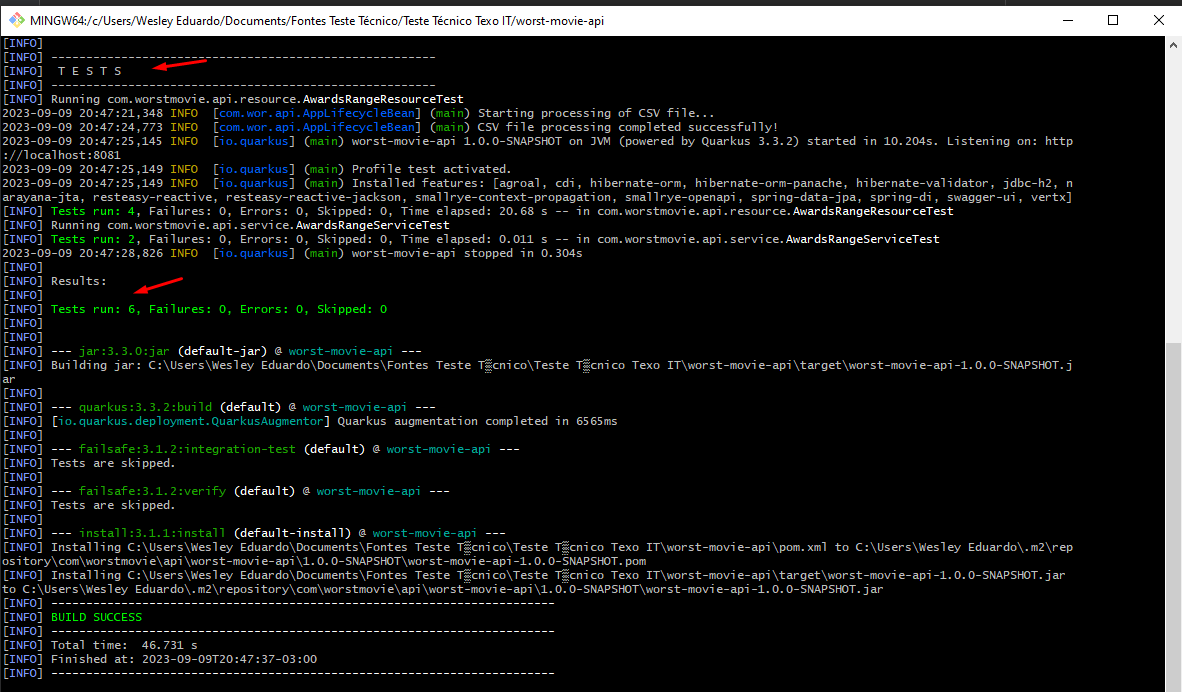 MINGW64:/c/Users/Wesley Eduardo/Documents/Fontes Teste Técnico/Teste Técnico Texo IT/worst-movie-api
[INFO]
[INFO] -------------------------------------------------------
[INFO]  T E S T S
[INFO] -------------------------------------------------------
[INFO] Running com.worstmovie.api.resource.AwardsRangeResourceTest
2023-09-09 20:47:21,348 INFO  [com.wor.api.AppLifecycleBean] (main) Starting processing of CSV file...
2023-09-09 20:47:24,773 INFO  [com.wor.api.AppLifecycleBean] (main) CSV file processing completed successfully!
2023-09-09 20:47:25,145 INFO  [io.quarkus] (main) worst-movie-api 1.0.0-SNAPSHOT on JVM (powered by Quarkus 3.3.2) started in 10.204s. Listening on: http
://localhost:8081
2023-09-09 20:47:25,149 INFO  [io.quarkus] (main) Profile test activated.
2023-09-09 20:47:25,149 INFO  [io.quarkus] (main) Installed features: [agroal, cdi, hibernate-orm, hibernate-orm-panache, hibernate-validator, jdbc-h2, n
arayana-jta, resteasy-reactive, resteasy-reactive-jackson, smallrye-context-propagation, smallrye-openapi, spring-data-jpa, spring-di, swagger-ui, vertx]
[INFO] Tests run: 4, Failures: 0, Errors: 0, Skipped: 0, Time elapsed: 20.68 s -- in com.worstmovie.api.resource.AwardsRangeResourceTest
[INFO] Running com.worstmovie.api.service.AwardsRangeServiceTest
[INFO] Tests run: 2, Failures: 0, Errors: 0, Skipped: 0, Time elapsed: 0.011 s -- in com.worstmovie.api.service.AwardsRangeServiceTest
2023-09-09 20:47:28,826 INFO  [io.quarkus] (main) worst-movie-api stopped in 0.304s
[INFO]
[INFO] Results:
[INFO]
[INFO] Tests run: 6, Failures: 0, Errors: 0, Skipped: 0
[INFO]
[INFO]
[INFO] --- jar:3.3.0:jar (default-jar) @ worst-movie-api ---
[INFO] Building jar: C:\Users\Wesley Eduardo\Documents\Fontes Teste T▒cnico\Teste T▒cnico Texo IT\worst-movie-api\target\worst-movie-api-1.0.0-SNAPSHOT.j
ar
[INFO]
[INFO] --- quarkus:3.3.2:build (default) @ worst-movie-api ---
[INFO] [io.quarkus.deployment.QuarkusAugmentor] Quarkus augmentation completed in 6565ms
[INFO]
[INFO] --- failsafe:3.1.2:integration-test (default) @ worst-movie-api ---
[INFO] Tests are skipped.
[INFO]
[INFO] --- failsafe:3.1.2:verify (default) @ worst-movie-api ---
[INFO] Tests are skipped.
[INFO]
[INFO] --- install:3.1.1:install (default-install) @ worst-movie-api ---
[INFO] Installing C:\Users\Wesley Eduardo\Documents\Fontes Teste T▒cnico\Teste T▒cnico Texo IT\worst-movie-api\pom.xml to C:\Users\Wesley Eduardo\.m2\rep
ository\com\worstmovie\api\worst-movie-api\1.0.0-SNAPSHOT\worst-movie-api-1.0.0-SNAPSHOT.pom
[INFO] Installing C:\Users\Wesley Eduardo\Documents\Fontes Teste T▒cnico\Teste T▒cnico Texo IT\worst-movie-api\target\worst-movie-api-1.0.0-SNAPSHOT.jar
to C:\Users\Wesley Eduardo\.m2\repository\com\worstmovie\api\worst-movie-api\1.0.0-SNAPSHOT\worst-movie-api-1.0.0-SNAPSHOT.jar
[INFO] ------------------------------------------------------------------------
[INFO] BUILD SUCCESS
[INFO] ------------------------------------------------------------------------
[INFO] Total time:  46.731 s
[INFO] Finished at: 2023-09-09T20:47:37-03:00
[INFO] ------------------------------------------------------------------------